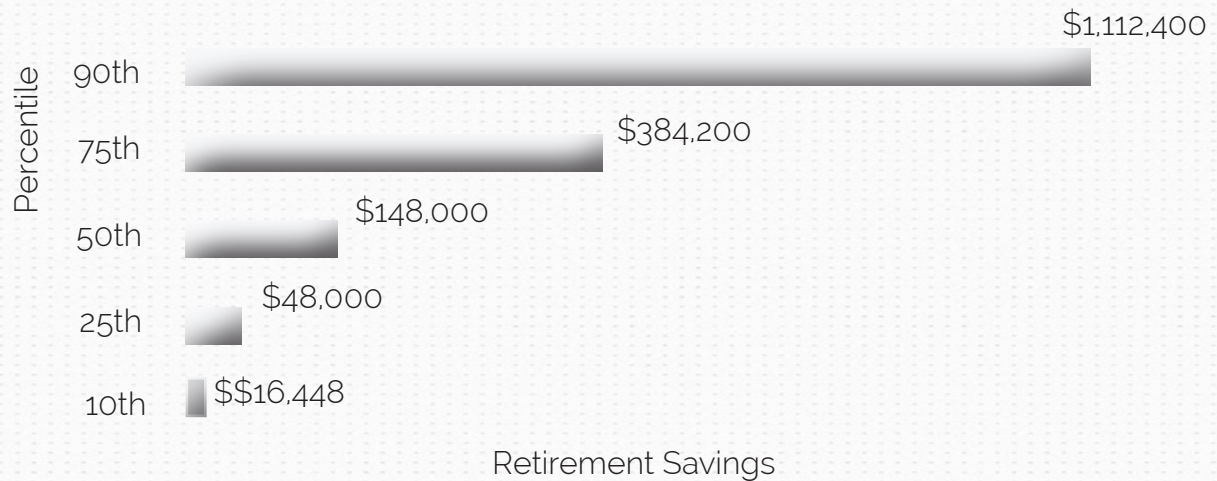 $1,112,400
90th
Percentile
75th
$384,200
50th
$148,000
25th
$48,000
10th
$$16,448
Retirement Savings